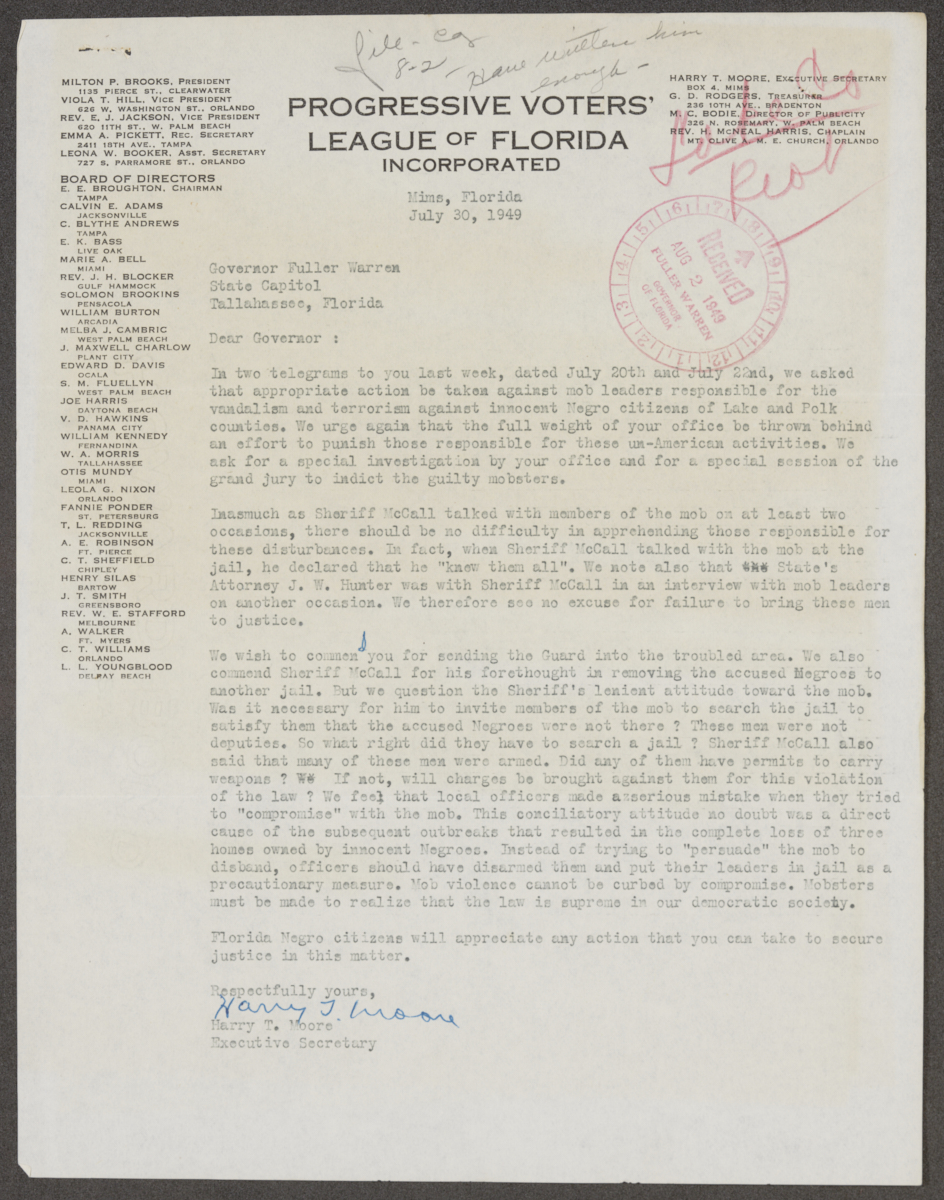 File - CG
8-2 - Have written him
enough -
MILTON P. BROOKS, PRESIDENT
1135 PIERCE ST., CLEARWATER
VIOLA T. HILL, VICE PRESIDENT
626 W. WASHINGTON ST., ORLANDO
REV. E. J. JACKSON, VICE PRESIDENT
620 11TH ST., W. PALM BEACH
EMMA A. PICKETT, REC. SECRETARY
2411 18TH AVE., TAMPA
LEONA W. BOOKER, ASST. SECRETARY
727 S. PARRAMORE ST., ORLANDO
PROGRESSIVE VOTERS'
LEAGUE OF FLORIDA
INCORPORATED
HARRY T. MOORE, EXECUTIVE SECRETARY
BOX 4, MIMS
G. D. RODGERS, TREASURER
236 10TH AVE., BRADENTON
M. C. BODIE, DIRECTOR OF PUBLICITY
326 N. ROSEMARY, W. PALM BEACH
REV. H. MCNEAL HARRIS, CHAPLAIN
MT. OLIVE A. M. E. CHURCH, ORLANDO
Lake Co
Riot
BOARD OF DIRECTORS
E. E. BROUGHTON, CHAIRMAN
TAMPA
CALVIN E. ADAMS
JACKSONVILLE
C. BLYTHE ANDREWS
TAMPA
E. K. BASS
LIVE OAK
MARIE A. BELL
MIAMI
REV. J. H. BLOCKER
GULF HAMMOCK
SOLOMON BROOKINS
PENSACOLA
WILLIAM BURTON
ARCADIA
MELBA J. CAMBRIC
WEST PALM BEACH
J. MAXWELL CHARLOW
PLANT CITY
EDWARD D. DAVIS
OCALA
S. M. FLUELLYN
WEST PALM BEACH
JOE HARRIS
DAYTONA BEACH
V. D. HAWKINS
PANAMA CITY
WILLIAM KENNEDY
FERNANDINA
W. A. MORRIS
TALLAHASSEE
OTIS MUNDY
MIAMI
LEOLA G. NIXON
ORLANDO
FANNIE PONDER
ST. PETERSBURG
T. L. REDDING
JACKSONVILLE
A. E. ROBINSON
FT. PIERCE
C. T. SHEFFIELD
CHIPLEY
HENRY SILAS
BARTOW
J. T. SMITH
GREENSBORO
REV. W. E. STAFFORD
MELBOURNE
A. WALKER
FT. MYERS
C. T. WILLIAMS
ORLANDO
L. L. YOUNGBLOOD
DELRAY BEACH
Mims, Florida
July 30, 1949
1 2 3 4 5 6 7 8 9 10 11 12
RECEIVED
AUG 2 1949
FULLER WARREN
GOVERNOR
OF FLORIDA
Governor Fuller Warren
State Capitol
Tallahassee, Florida
Dear Governor :
In two telegrams to you last week, dated July 20th and July 22nd, we asked
that appropriate action be taken against mob leaders responsible for the
vandalism and terrorism against innocent Negro citizens of Lake and Polk
counties. We urge again that the full weight of your office be thrown behind
an effort to punish those responsible for these un-American activities. We
ask for a special investigation by your office and for a special session of the
grand jury to indict the guilty mobsters.
Inasmuch as Sheriff McCall talked with members of the mob on at least two
occasions, there should be no difficulty in apprehending those responsible for
these disturbances. In fact, when Sheriff McCall talked with the mob at the
jail, he declared that he "knew them all". We note also that the State's
Attorney J. W. Hunter was with Sheriff McCall in an interview with mob leaders
on another occasion. We therefore see no excuse for failure to bring these men
to justice.
We wish to commend you for sending the Guard into the troubled area. We also
commend Sheriff McCall for his forethought in removing the accused Negroes to
another jail. But we question the Sheriff's lenient attitude toward the mob.
Was it necessary for him to invite members of the mob to search the jail to
satisfy them that the accused Negroes were not there ? These men were not
deputies. So what right did they have to search a jail ? Sheriff McCall also
said that many of these men were armed. Did any of them have permits to carry
weapons ? We If not, will charges be brought against them for this violation
of the law ? We feel that local officers made a serious mistake when they tried
to "compromise" with the mob. This conciliatory attitude no doubt was a direct
cause of the subsequent outbreaks that resulted in the complete loss of three
homes owned by innocent Negroes. Instead of trying to "persuade" the mob to
disband, officers should have disarmed them and put their leaders in jail as a
precautionary measure. Mob violence cannot be curbed by compromise. Mobsters
must be made to realize that the law is supreme in our democratic society.
Florida Negro citizens will appreciate any action that you can take to secure
justice in this matter.
Respectfully yours,
Harry T. Moore
Harry T. Moore
Executive Secretary